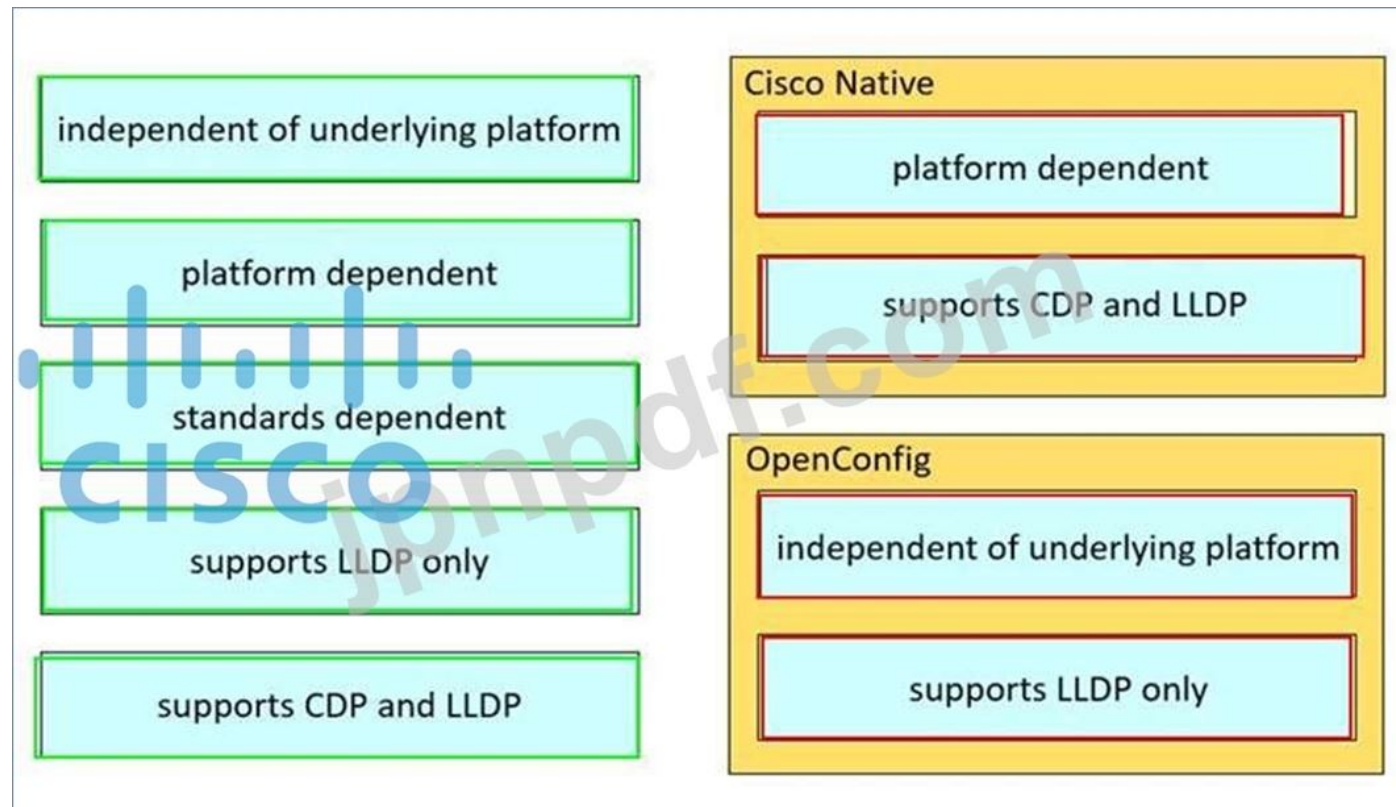 independent of underlying platform
platform dependent
standards dependent
supports LLDP only
supports CDP and LLDP
Cisco Native
platform dependent
supports CDP and LLDP
OpenConfig
independent of underlying platform
supports LLDP only
CISCO
jpnpdf.com